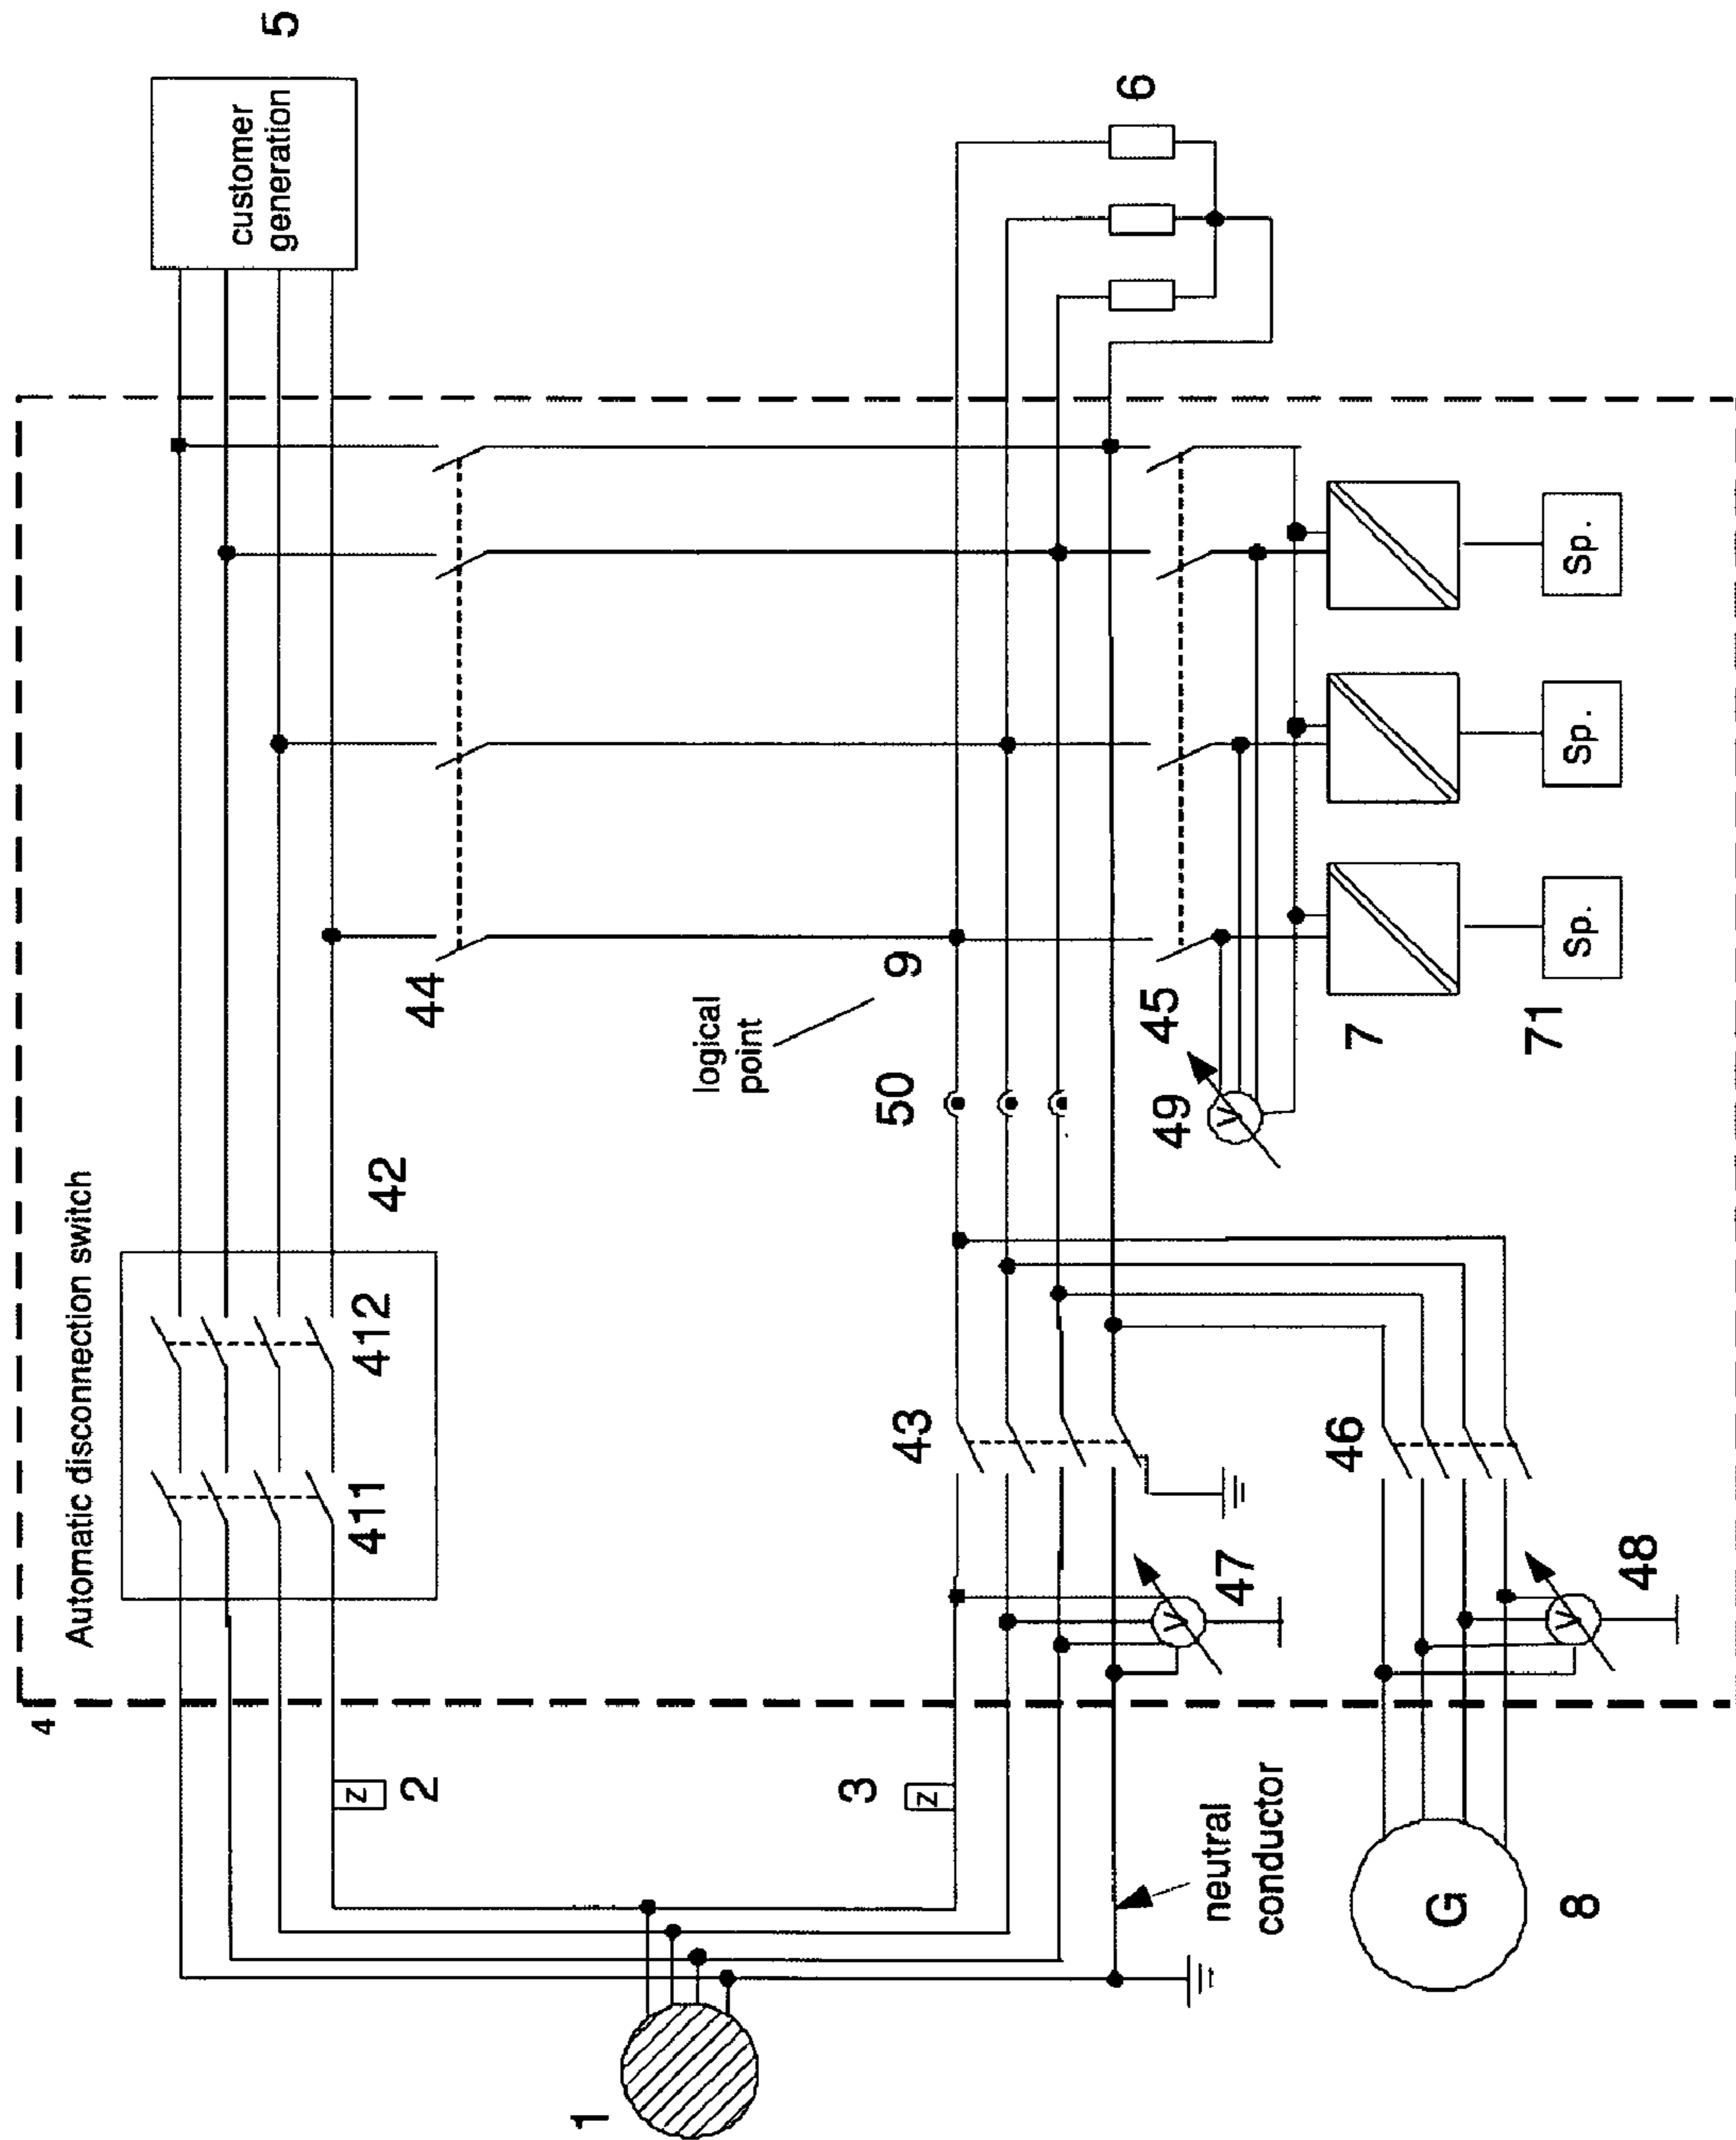 4
Automatic disconnection switch
5
customer
generation
42
411
412
44
2
3
1
logical
point
9
50
43
6
neutral
conductor
V
47
45
V
49
46
7
Sp.
Sp.
Sp.
71
G
8
V
48
Z
Z